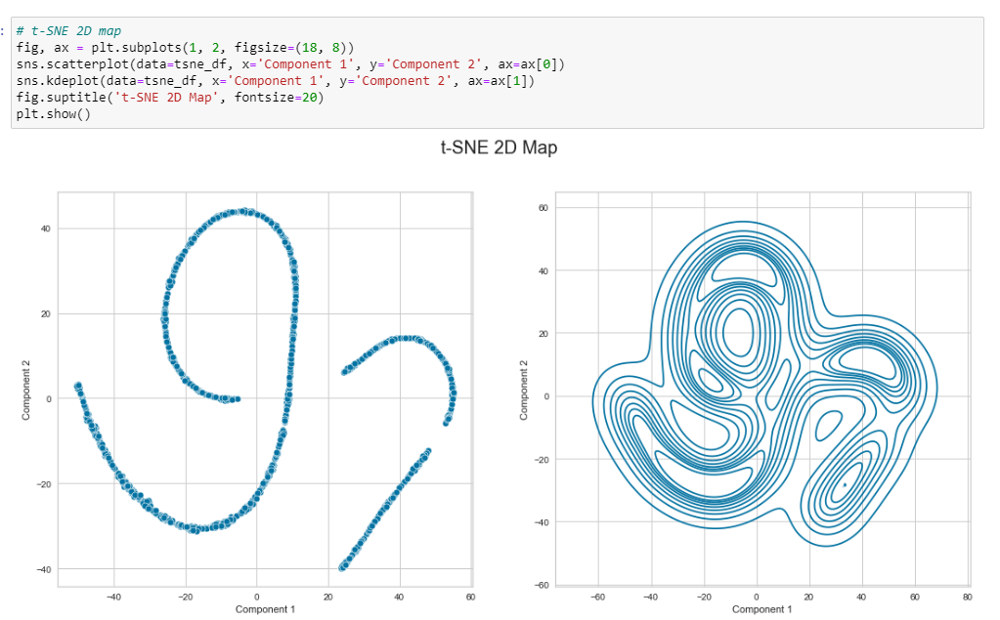 :
# t-SNE 2D map
fig, ax = plt.subplots(1, 2, figsize=(18, 8))
sns.scatterplot(data=tsne_df, x='Component 1', y='Component 2', ax=ax[0])
sns.kdeplot(data=tsne_df, x='Component 1', y='Component 2', ax=ax[1])
fig.suptitle('t-SNE 2D Map', fontsize=20)
plt.show()
t-SNE 2D Map
40
20
0
−20
−40
Component 2
−40
−20
0
20
40
60
Component 1
60
40
20
0
−20
−40
−60
Component 2
−60
−40
−20
0
20
40
60
80
Component 1